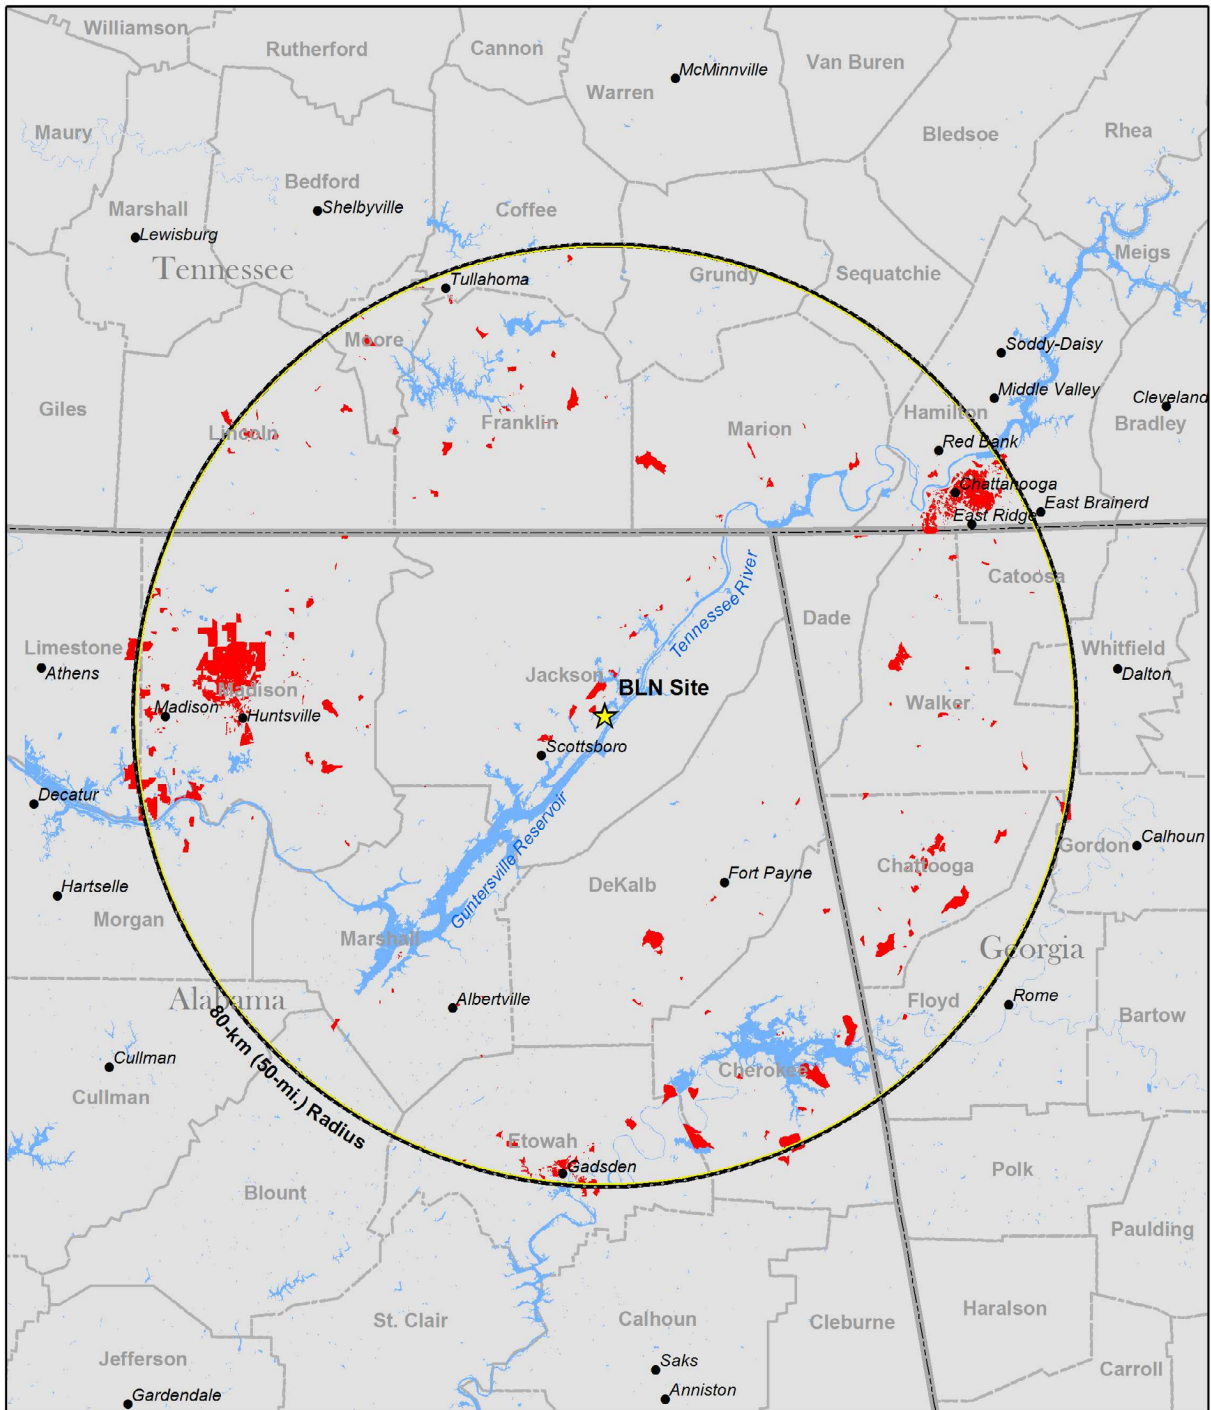 Williamson
Rutherford
Cannon
Van Buren
McMinnville
Warren
Maury
Bledsoe
Rhea
Bedford
Marshall
Shelbyville
Coffee
Lewisburg
Tennessee
Tullahoma
Grundy
Sequatchie
Meigs
Moore
Soddy-Daisy
Middle Valley
Cleveland
Giles
Lincoln
Franklin
Marion
Hamilton
Bradley
Red Bank
Chattanooga
East Brainerd
East Ridge
Catoosa
Tennessee River
Dade
Limestone
Athens
Whitfield
Dalton
Jackson
BLN Site
Madison
Walker
Madison
Huntsville
Scottsboro
Decatur
Guntersville Reservoir
Calhoun
Gordon
Hartselle
Morgan
DeKalb
Fort Payne
Chattooga
Marshall
Georgia
Alabama
Albertville
Floyd
Rome
Bartow
80-km (50-mi.) Radius
Cullman
Cullman
Cherokee
Etowah
Gadsden
Polk
Blount
Paulding
St. Clair
Calhoun
Cleburne
Haralson
Jefferson
Saks
Carroll
Gardendale
Anniston